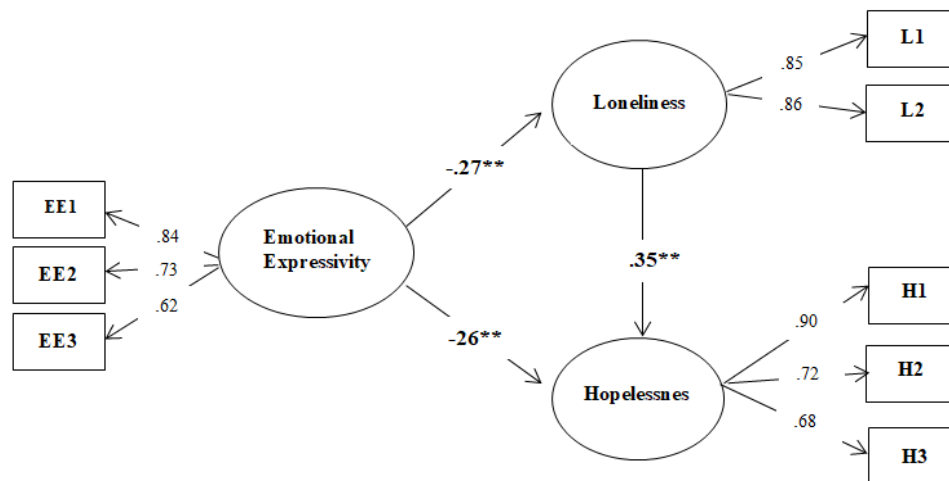 L1
.85
Loneliness
.86
L2
-.27**
EE1
.84
Emotional
Expressivity
EE2
.73
.35**
.62
EE3
H1
.90
-26**
H2
.72
Hopelessnes
.68
H3